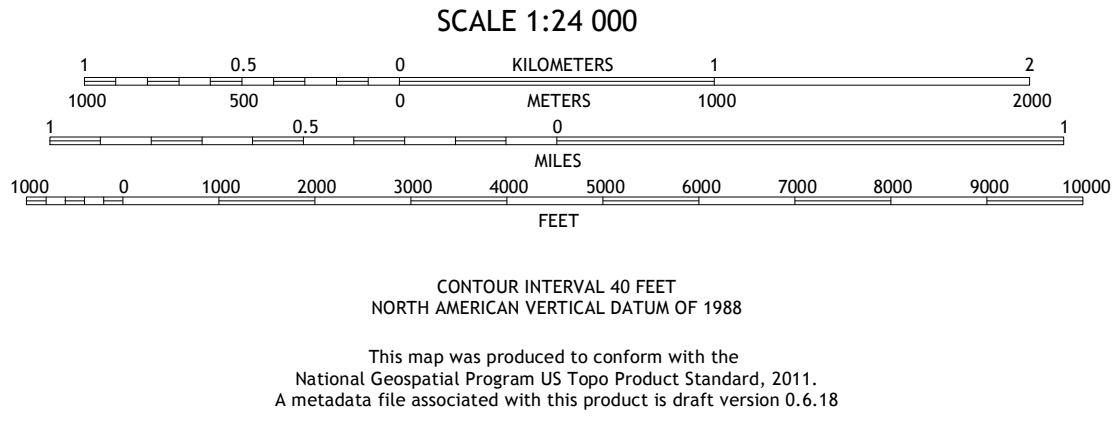 SCALE 1:24 000
1 0.5 0 KILOMETERS 1 2
1000 500 0 METERS 1000 2000
1 0.5 0 1
MILES
1000 0 1000 2000 3000 4000 5000 6000 7000 8000 9000 10000
FEET
CONTOUR INTERVAL 40 FEET
NORTH AMERICAN VERTICAL DATUM OF 1988
This map was produced to conform with the
National Geospatial Program US Topo Product Standard, 2011.
A metadata file associated with this product is draft version 0.6.18